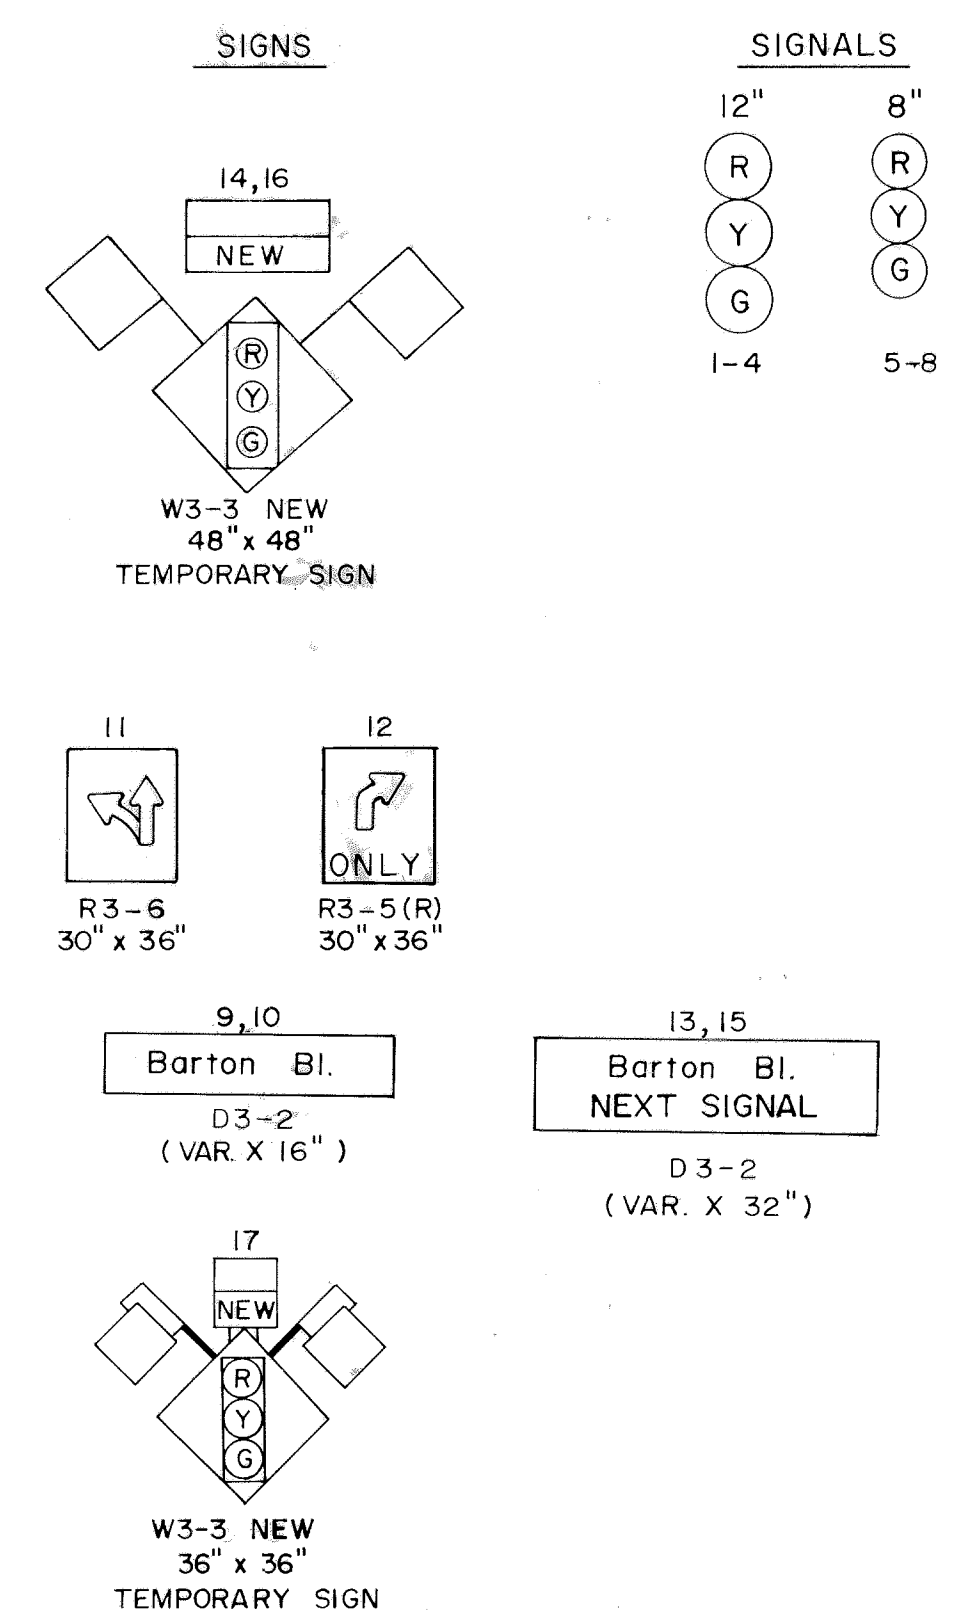 SIGNS
SIGNALS
12"
8"
R
Y
G
1-4
R
Y
G
5-8
14,16
NEW
R
Y
G
W3-3 NEW
48" x 48"
TEMPORARY SIGN
11
R3-6
30" x 36"
12
ONLY
R3-5(R)
30" x 36"
9,10
Barton Bl.
D3-2
(VAR. X 16")
13,15
Barton Bl.
NEXT SIGNAL
D3-2
(VAR. X 32")
17
NEW
R
Y
G
W3-3 NEW
36" x 36"
TEMPORARY SIGN